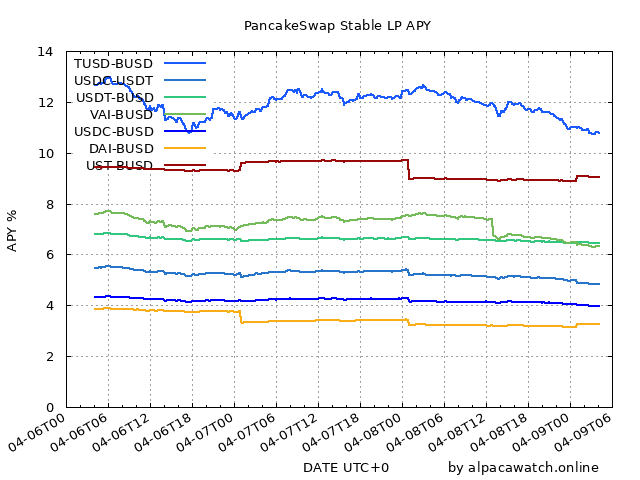 PancakeSwap Stable LP APY
14
12
10
8
6
4
2
0
APY %
TUSD-BUSD
USDC-USDT
USDT-BUSD
VAI-BUSD
USDC-BUSD
DAI-BUSD
UST-BUSD
04-06T00
04-06T06
04-06T12
04-06T18
04-07T00
04-07T06
04-07T12
04-07T18
04-08T00
04-08T06
04-08T12
04-08T18
04-09T00
04-09T06
DATE UTC+0
by alpacawatch.online